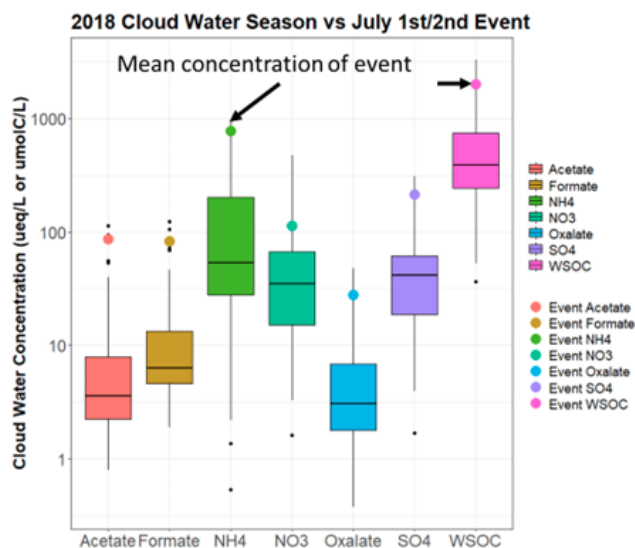 2018 Cloud Water Season vs July 1st/2nd Event
Mean concentration of event
Cloud Water Concentration (ueq/L or umolC/L)
1000
100
10
1
Acetate Formate NH4 NO3 Oxalate SO4 WSOC
Acetate
Formate
NH4
NO3
Oxalate
SO4
WSOC
Event Acetate
Event Formate
Event NH4
Event NO3
Event Oxalate
Event SO4
Event WSOC